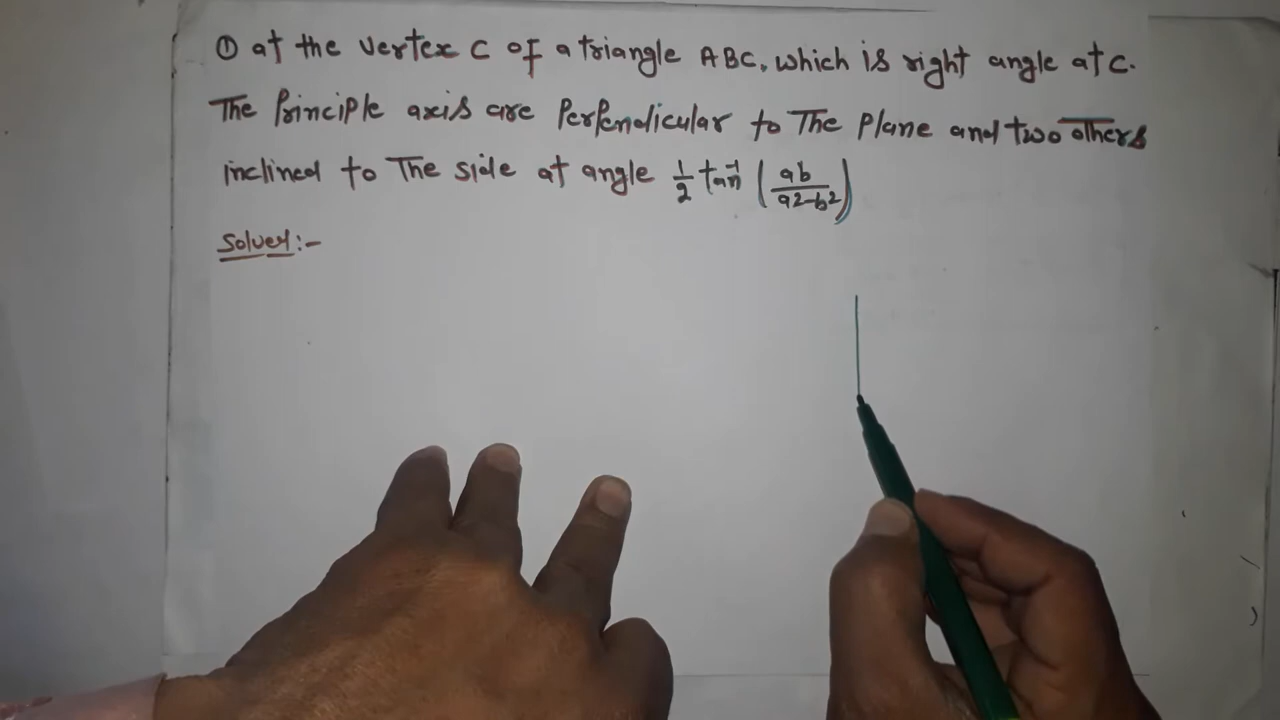 ① at the vertex C of a triangle ABC, which is right angle at C.
The Principle axis are Perpendicular to The Plane and two others
inclined to The side at angle 1/2 tan⁻¹ (ab/a2-b2)
Solver:-